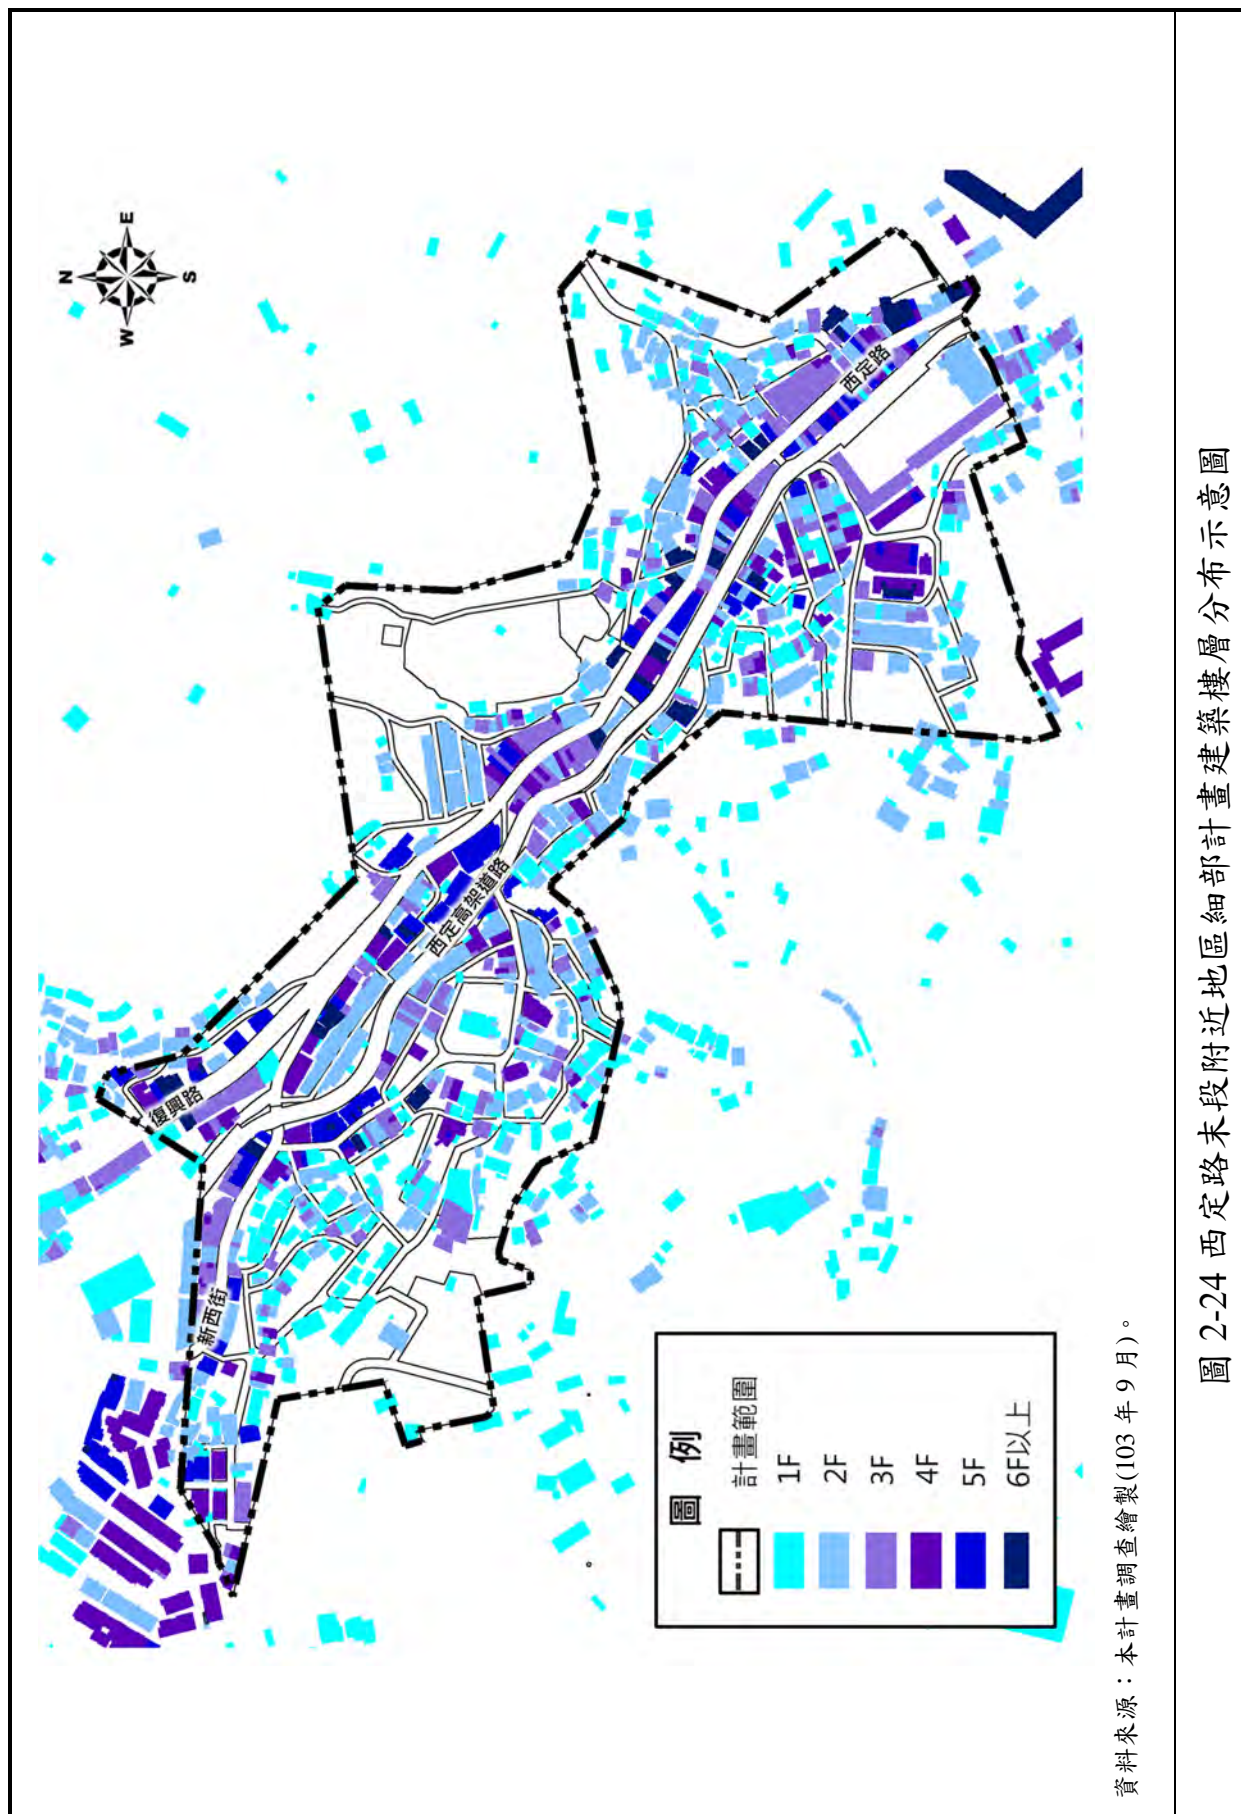 N
W
E
S
復興路
新西街
西定高架道路
西定路
圖例
計畫範圍
1F
2F
3F
4F
5F
6F以上
資料來源：本計畫調查繪製(103 年 9 月)。
圖 2-24 西定路末段附近地區細部計畫建築樓層分布示意圖